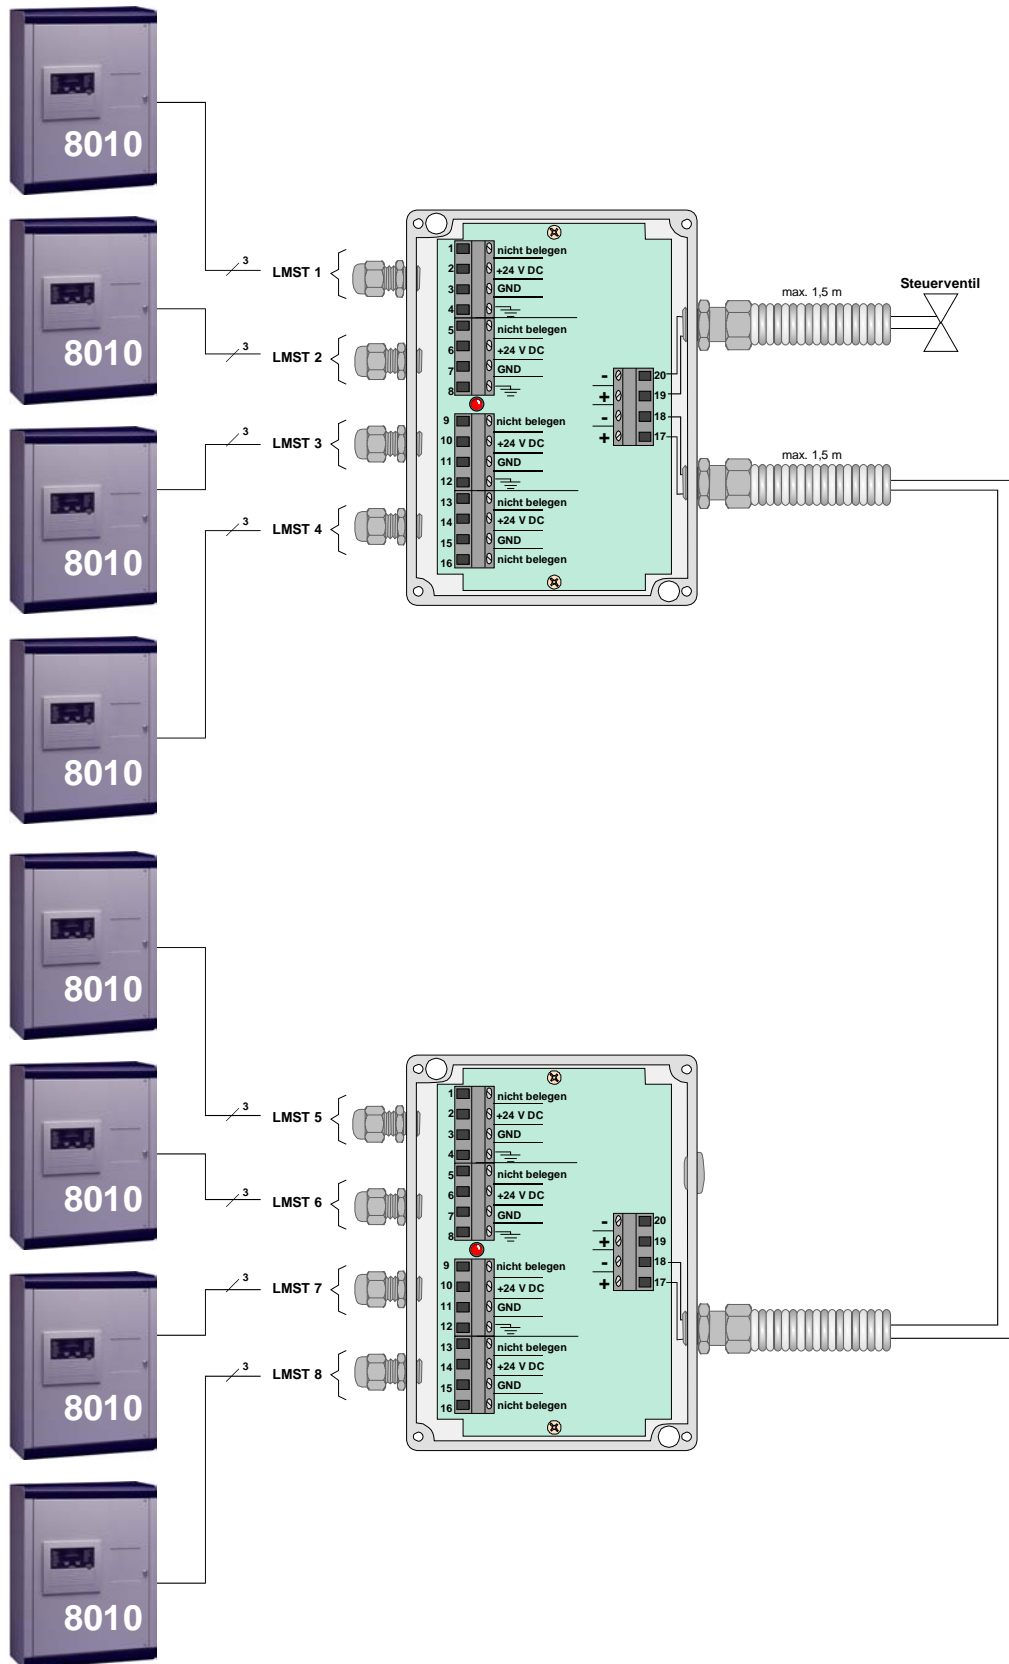 8010
8010
8010
8010
8010
8010
8010
8010
3
LMST 1
3
LMST 2
3
LMST 3
3
LMST 4
1
nicht belegen
2
+24 V DC
3
GND
4
5
nicht belegen
6
+24 V DC
7
GND
8
9
nicht belegen
10
+24 V DC
11
GND
12
13
nicht belegen
14
+24 V DC
15
GND
16
nicht belegen
- 20
+ 19
- 18
+ 17
max. 1,5 m
Steuerventil
max. 1,5 m
3
LMST 5
3
LMST 6
3
LMST 7
3
LMST 8
1
nicht belegen
2
+24 V DC
3
GND
4
5
nicht belegen
6
+24 V DC
7
GND
8
9
nicht belegen
10
+24 V DC
11
GND
12
13
nicht belegen
14
+24 V DC
15
GND
16
nicht belegen
- 20
+ 19
- 18
+ 17